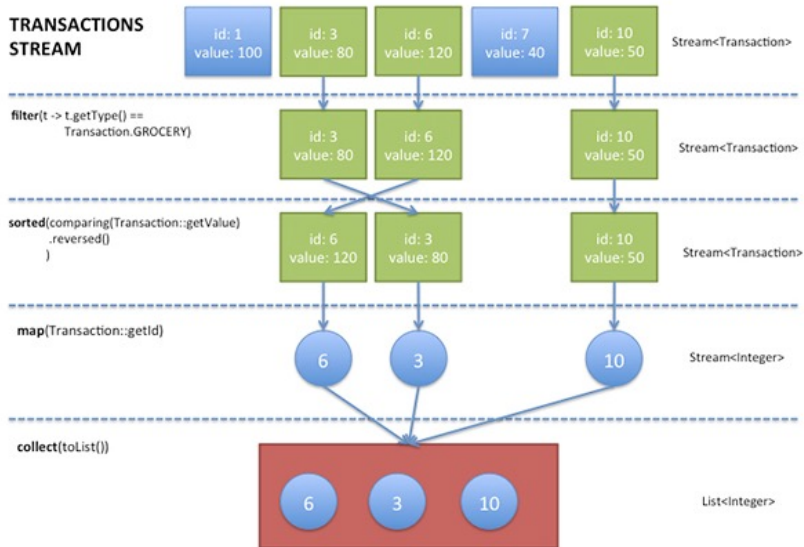 TRANSACTIONS
STREAM
id: 1
value: 100
id: 3
value: 80
id: 6
value: 120
id: 7
value: 40
id: 10
value: 50
Stream<Transaction>
filter(t -> t.getType() ==
Transaction.GROCERY)
id: 3
value: 80
id: 6
value: 120
id: 10
value: 50
Stream<Transaction>
sorted(comparing(Transaction::getValue)
.reversed()
)
id: 6
value: 120
id: 3
value: 80
id: 10
value: 50
Stream<Transaction>
map(Transaction::getId)
6
3
10
Stream<Integer>
collect(toList())
6
3
10
List<Integer>